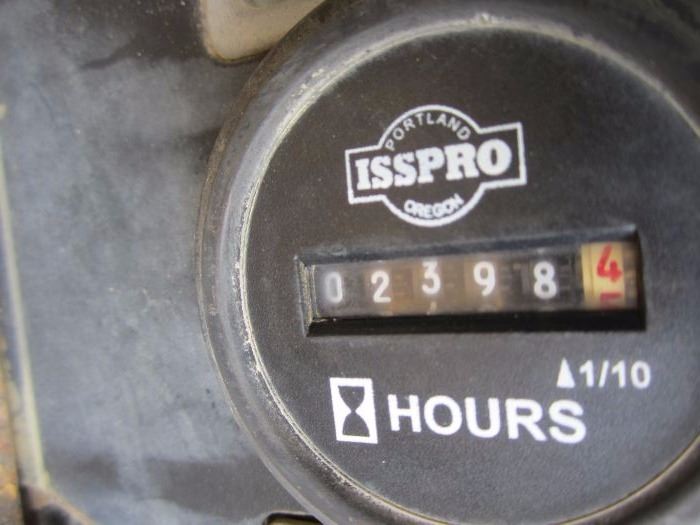 PORTLAND
ISSPRO
OREGON
0 2 3 9 8 4
1/10
HOURS